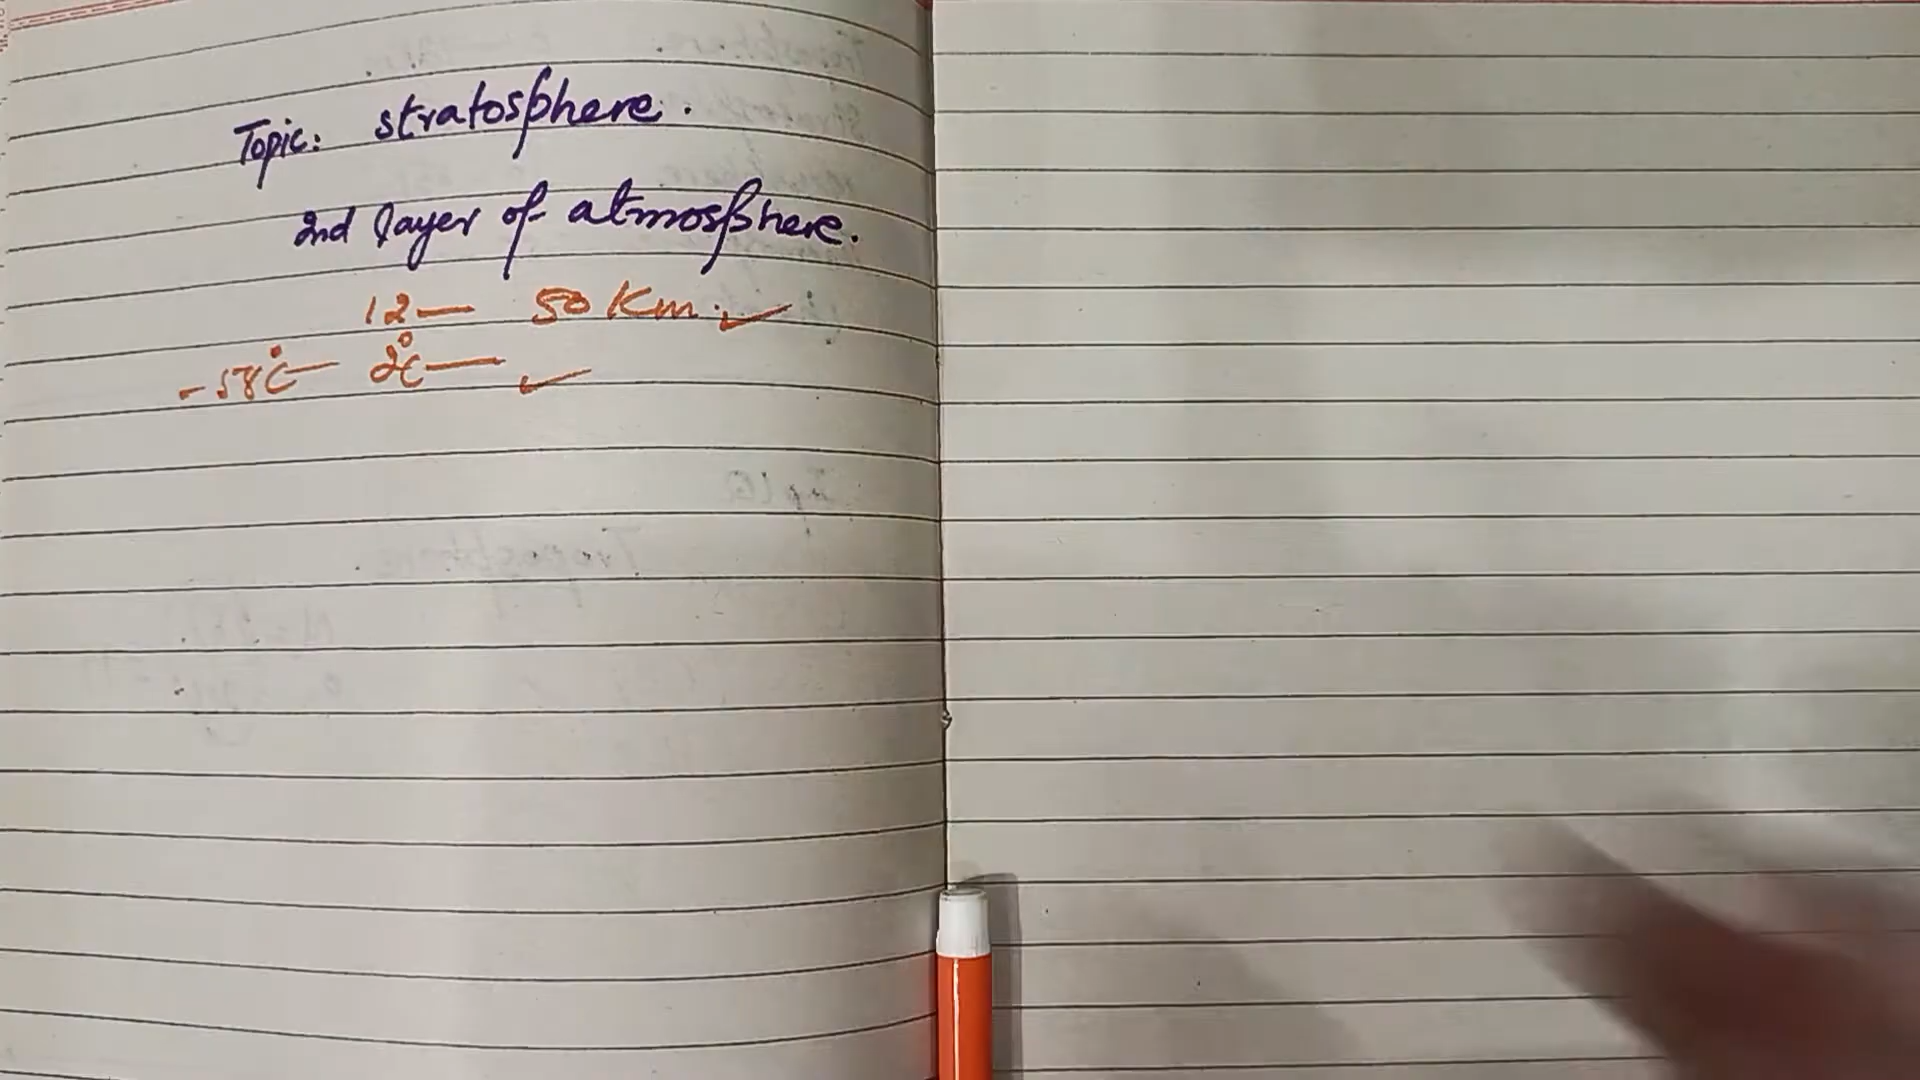 Topic: stratosphere.
2nd layer of atmosphere.
12 — 50 Km.
-58°C — 2°C —